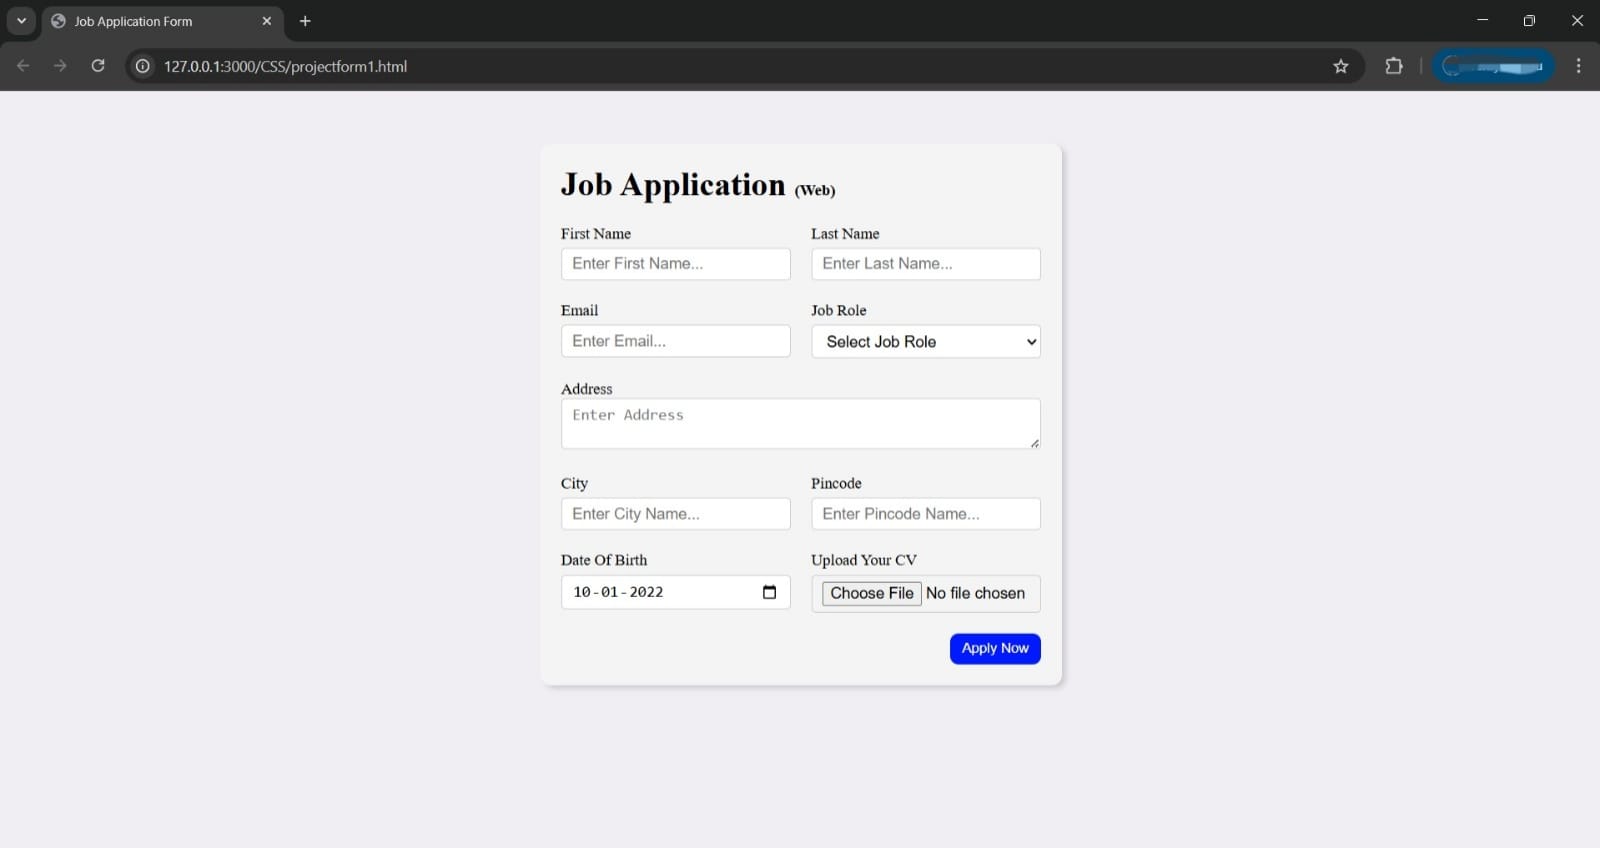 Job Application Form
127.0.0.1:3000/CSS/projectform1.html
Job Application (Web)
First Name Last Name
Enter First Name... Enter Last Name...
Email Job Role
Enter Email... Select Job Role
Address
Enter Address
City Pincode
Enter City Name... Enter Pincode Name...
Date Of Birth Upload Your CV
10-01-2022 Choose File No file chosen
Apply Now